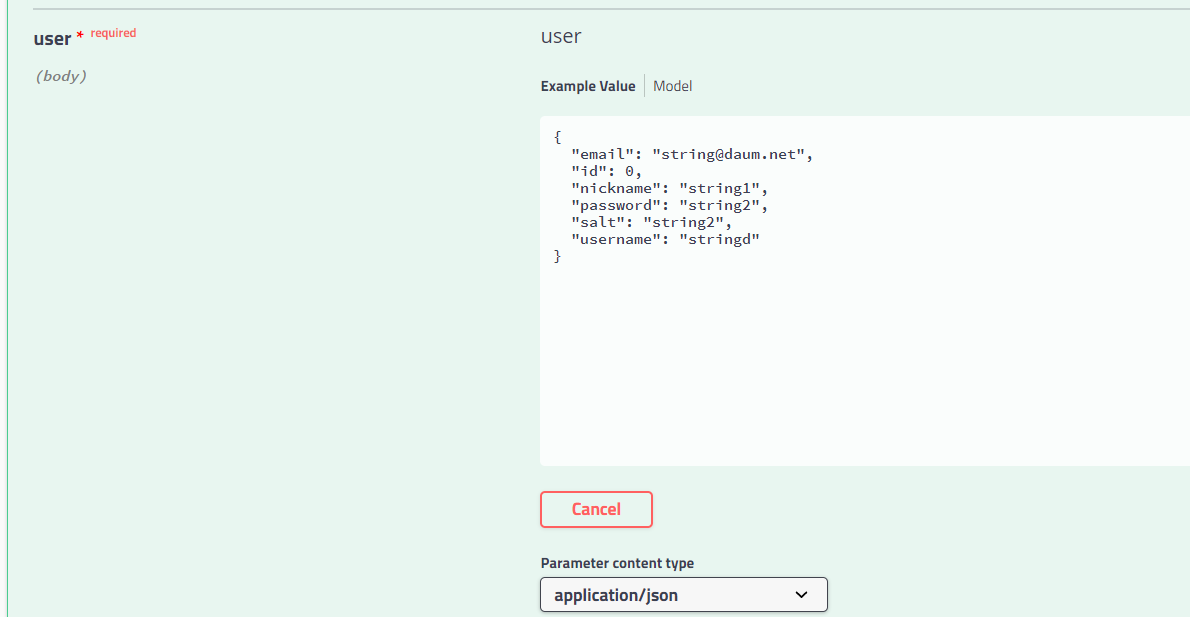 user * required
user
(body)
Example Value
Model
{
"email": "string@daum.net",
"id": 0,
"nickname": "string1",
"password": "string2",
"salt": "string2",
"username": "stringd"
}
Cancel
Parameter content type
application/json